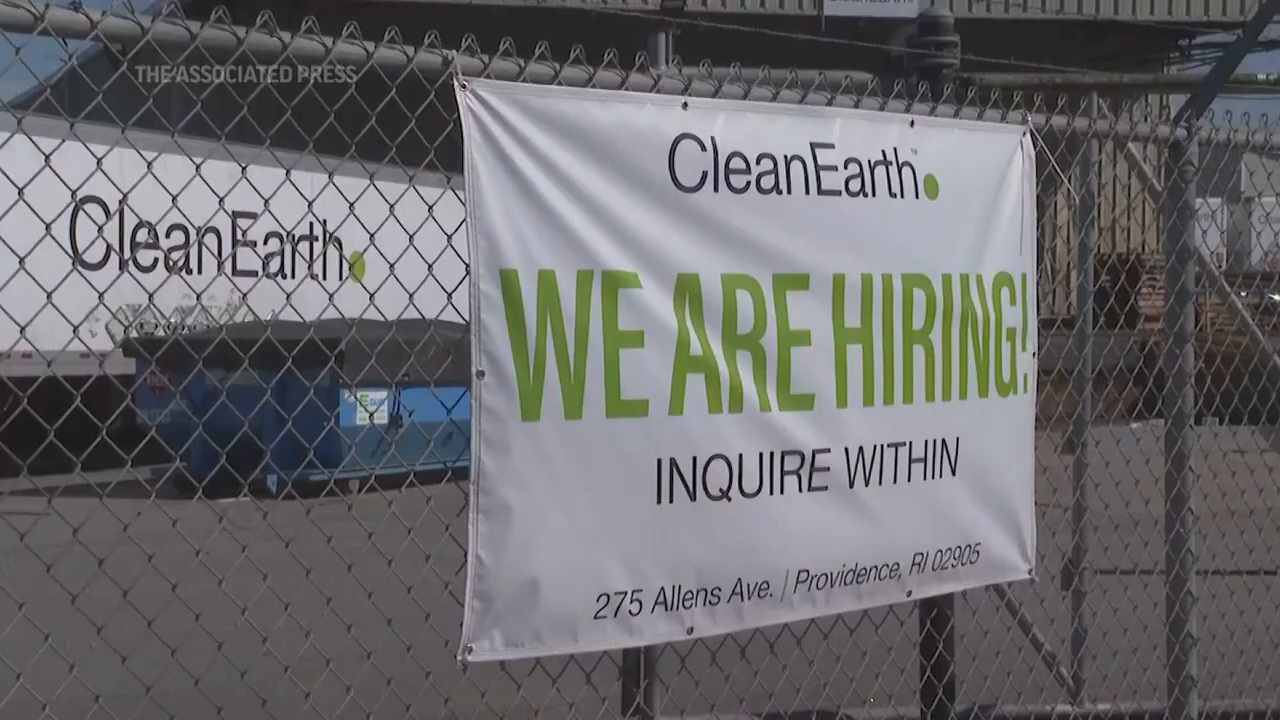 THE ASSOCIATED PRESS
CleanEarth
CleanEarth
WE ARE HIRING!
INQUIRE WITHIN
275 Allens Ave. | Providence, RI 02905